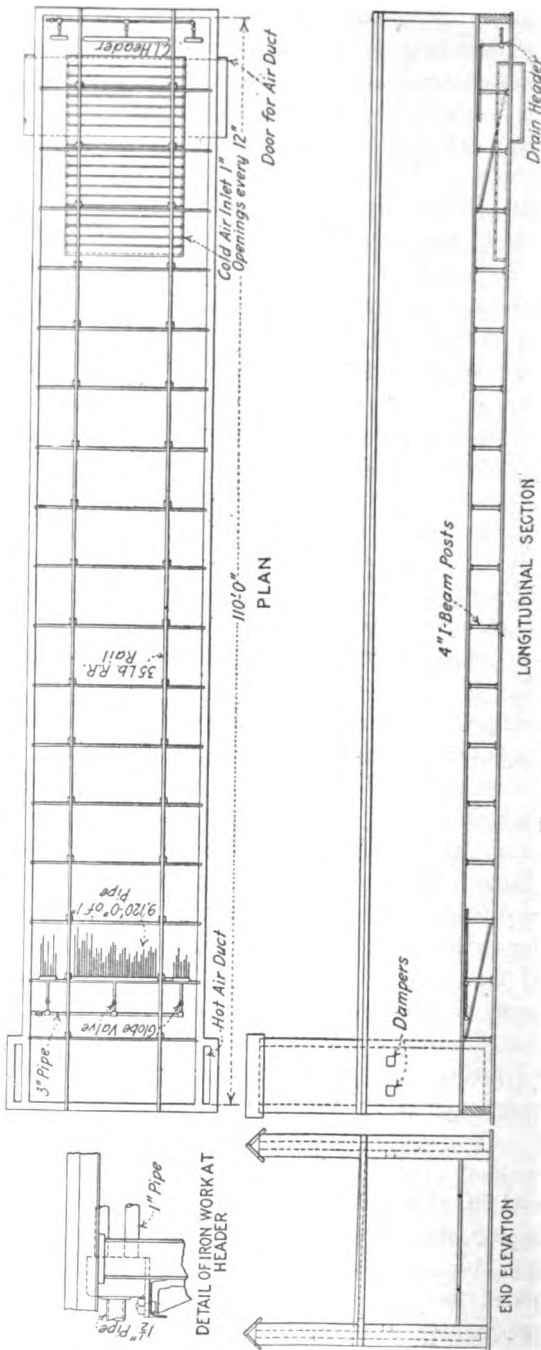 C.I. Header
Door for Air Duct
Cold Air Inlet 1"
Openings every 12"
110'-0"
PLAN
35 Lb. R.R.
Rail
9,120'-0" of 1"
Pipe
Hot Air Duct
Globe Valve
3" Pipe
Drain Header
4" I-Beam Posts
LONGITUDINAL SECTION
Dampers
1" Pipe
1½" Pipe
DETAIL OF IRON WORK AT
HEADER
END ELEVATION